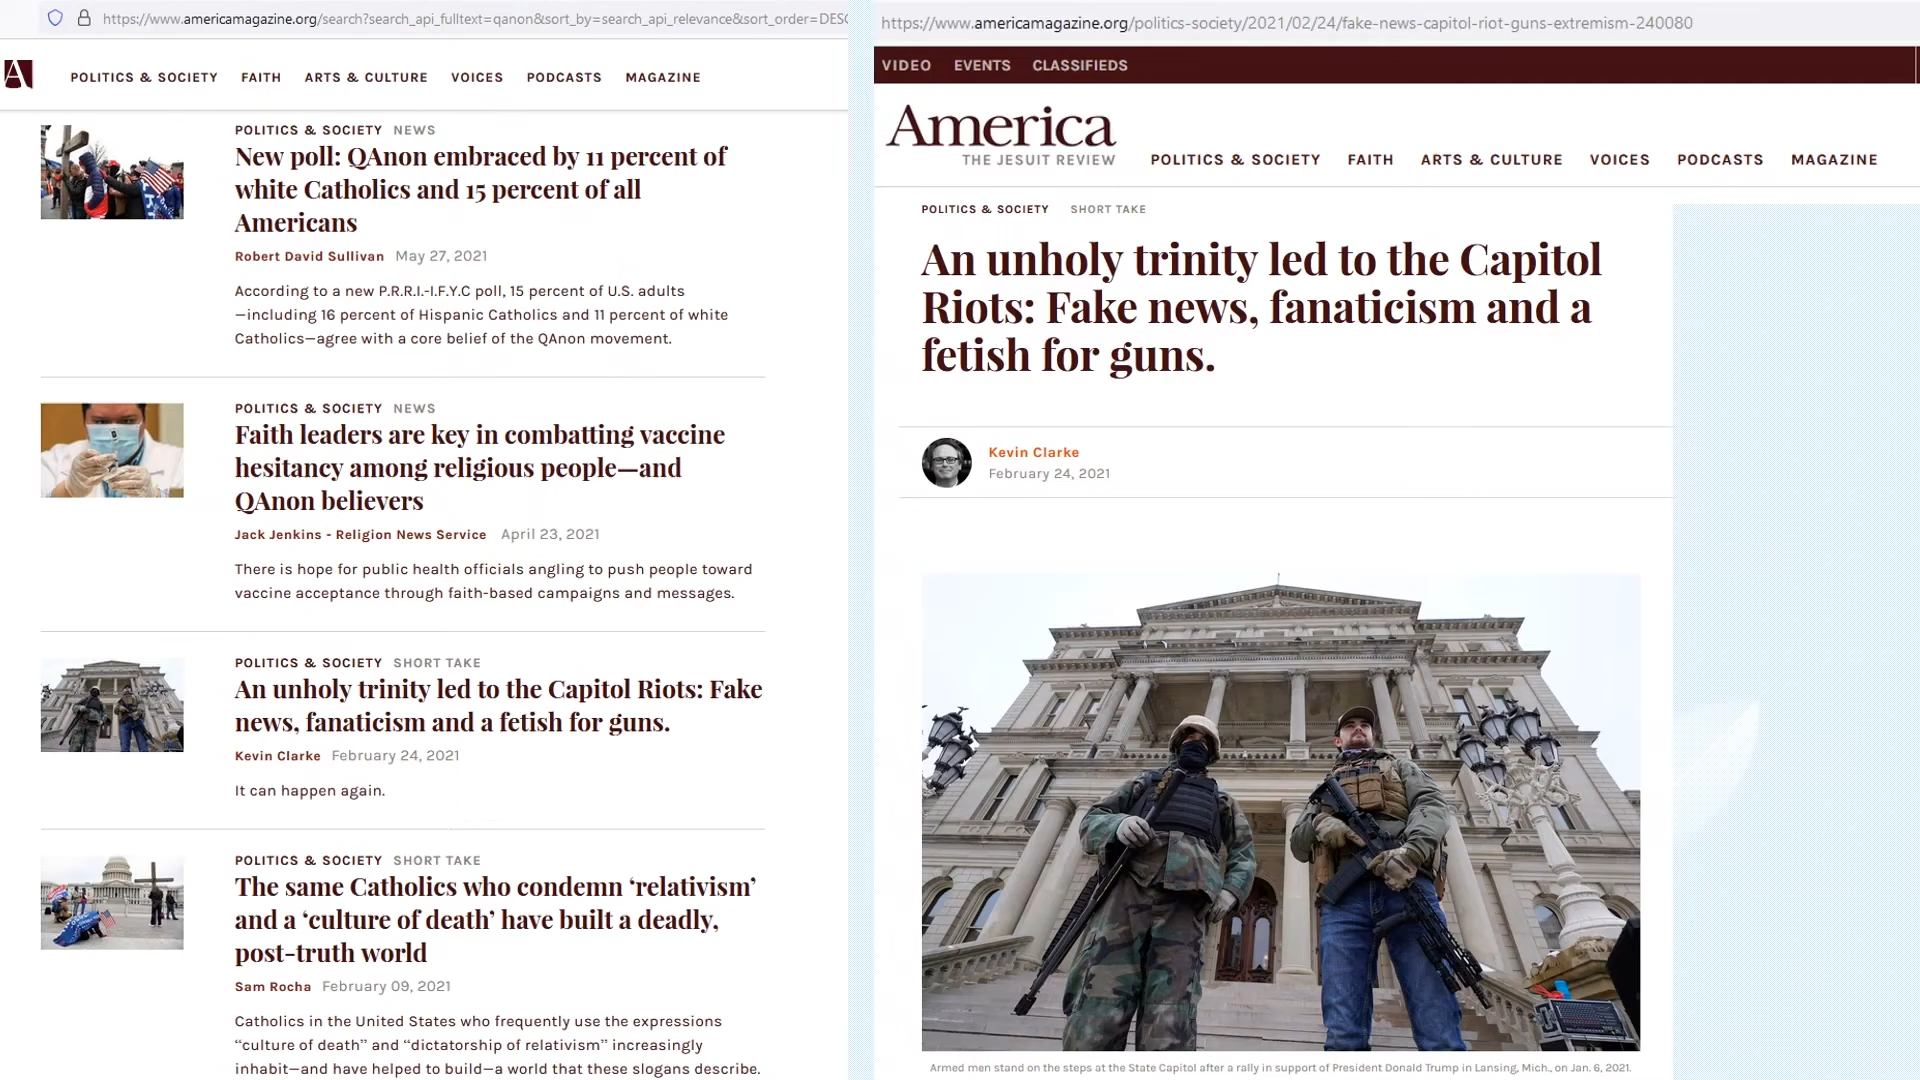 https://www.americamagazine.org/search?search_api_fulltext=qanon&sort_by=search_api_relevance&sort_order=DESC
A
POLITICS & SOCIETY FAITH ARTS & CULTURE VOICES PODCASTS MAGAZINE
POLITICS & SOCIETY NEWS
New poll: QAnon embraced by 11 percent of
white Catholics and 15 percent of all
Americans
Robert David Sullivan May 27, 2021
According to a new P.R.R.I.-I.F.Y.C poll, 15 percent of U.S. adults
—including 16 percent of Hispanic Catholics and 11 percent of white
Catholics—agree with a core belief of the QAnon movement.
POLITICS & SOCIETY NEWS
Faith leaders are key in combatting vaccine
hesitancy among religious people—and
QAnon believers
Jack Jenkins - Religion News Service April 23, 2021
There is hope for public health officials angling to push people toward
vaccine acceptance through faith-based campaigns and messages.
POLITICS & SOCIETY SHORT TAKE
An unholy trinity led to the Capitol Riots: Fake
news, fanaticism and a fetish for guns.
Kevin Clarke February 24, 2021
It can happen again.
POLITICS & SOCIETY SHORT TAKE
The same Catholics who condemn ‘relativism’
and a ‘culture of death’ have built a deadly,
post-truth world
Sam Rocha February 09, 2021
Catholics in the United States who frequently use the expressions
“culture of death” and “dictatorship of relativism” increasingly
inhabit—and have helped to build—a world that these slogans describe.
https://www.americamagazine.org/politics-society/2021/02/24/fake-news-capitol-riot-guns-extremism-240080
VIDEO EVENTS CLASSIFIEDS
America
THE JESUIT REVIEW
POLITICS & SOCIETY FAITH ARTS & CULTURE VOICES PODCASTS MAGAZINE
POLITICS & SOCIETY SHORT TAKE
An unholy trinity led to the Capitol
Riots: Fake news, fanaticism and a
fetish for guns.
Kevin Clarke
February 24, 2021
Armed men stand on the steps at the State Capitol after a rally in support of President Donald Trump in Lansing, Mich., on Jan. 6, 2021.